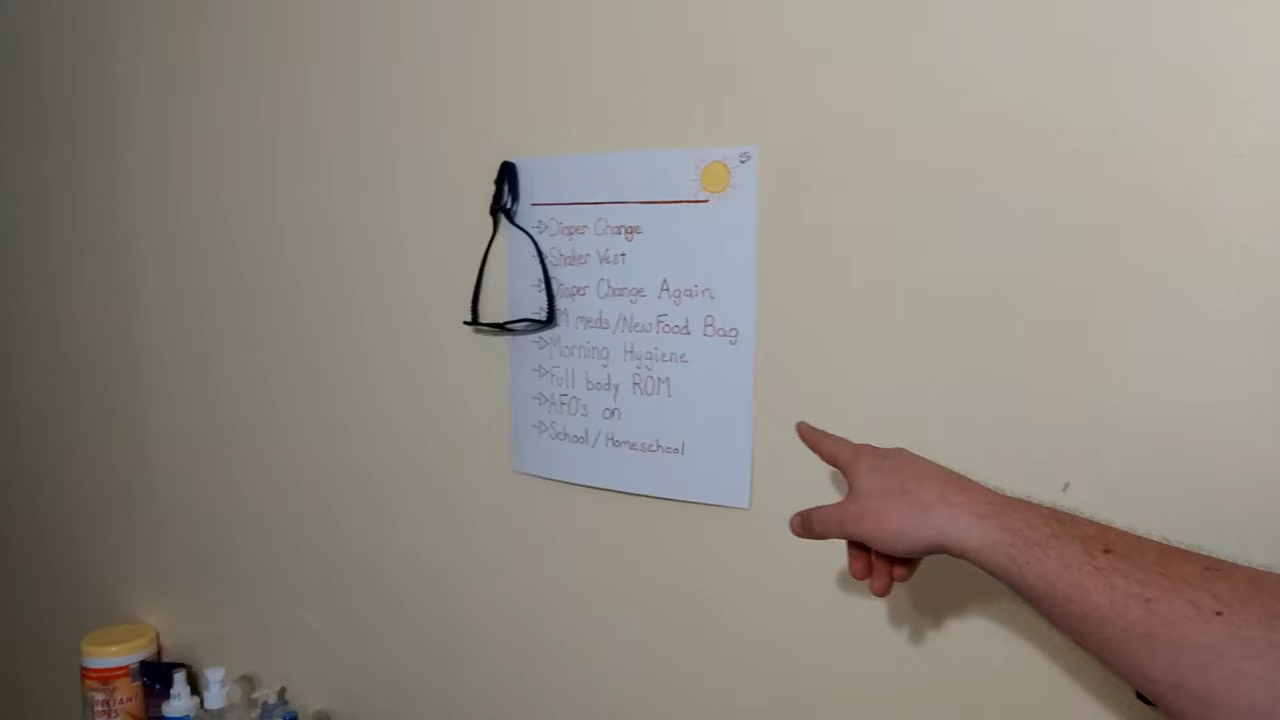 Diaper Change
Shaker Vest
Diaper Change Again
meds/New Food Bag
Morning Hygiene
Full body ROM
AFO's on
School/Homeschool